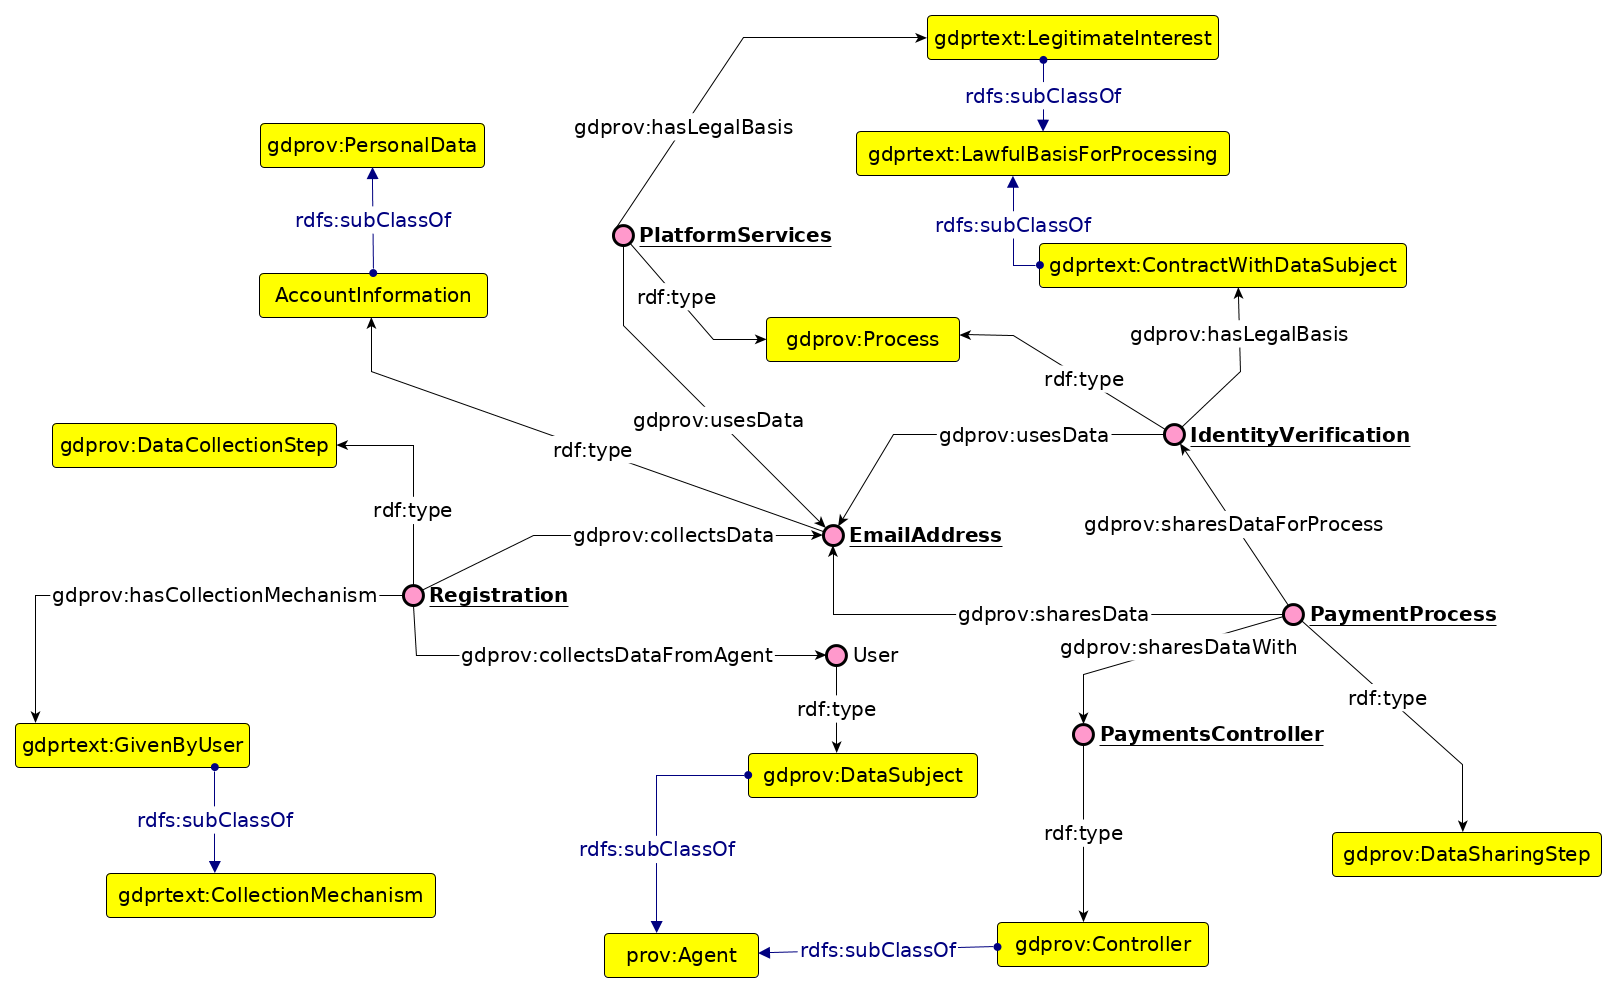 gdprtext:LegitimateInterest
rdfs:subClassOf
gdprov:hasLegalBasis
gdprov:PersonalData
gdprtext:LawfulBasisForProcessing
rdfs:subClassOf
rdfs:subClassOf
PlatformServices
gdprtext:ContractWithDataSubject
AccountInformation
rdf:type
gdprov:hasLegalBasis
gdprov:Process
rdf:type
gdprov:usesData
gdprov:DataCollectionStep
rdf:type
gdprov:usesData
IdentityVerification
rdf:type
gdprov:sharesDataForProcess
gdprov:collectsData
EmailAddress
gdprov:hasCollectionMechanism
Registration
gdprov:sharesData
PaymentProcess
gdprov:collectsDataFromAgent
User
gdprov:sharesDataWith
rdf:type
rdf:type
PaymentsController
gdprtext:GivenByUser
gdprov:DataSubject
rdfs:subClassOf
rdfs:subClassOf
rdf:type
gdprov:DataSharingStep
gdprtext:CollectionMechanism
prov:Agent
rdfs:subClassOf
gdprov:Controller